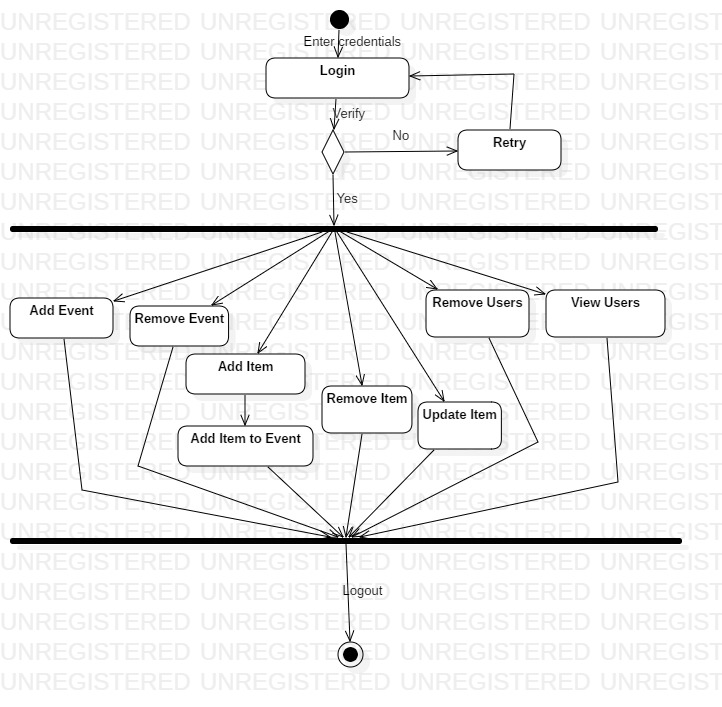 Enter credentials
Login
Verify
No
Retry
Yes
Add Event
Remove Event
Add Item
Add Item to Event
Remove Item
Update Item
Remove Users
View Users
Logout
UNREGISTERED UNREGISTERED UNREGISTERED UNREGIST